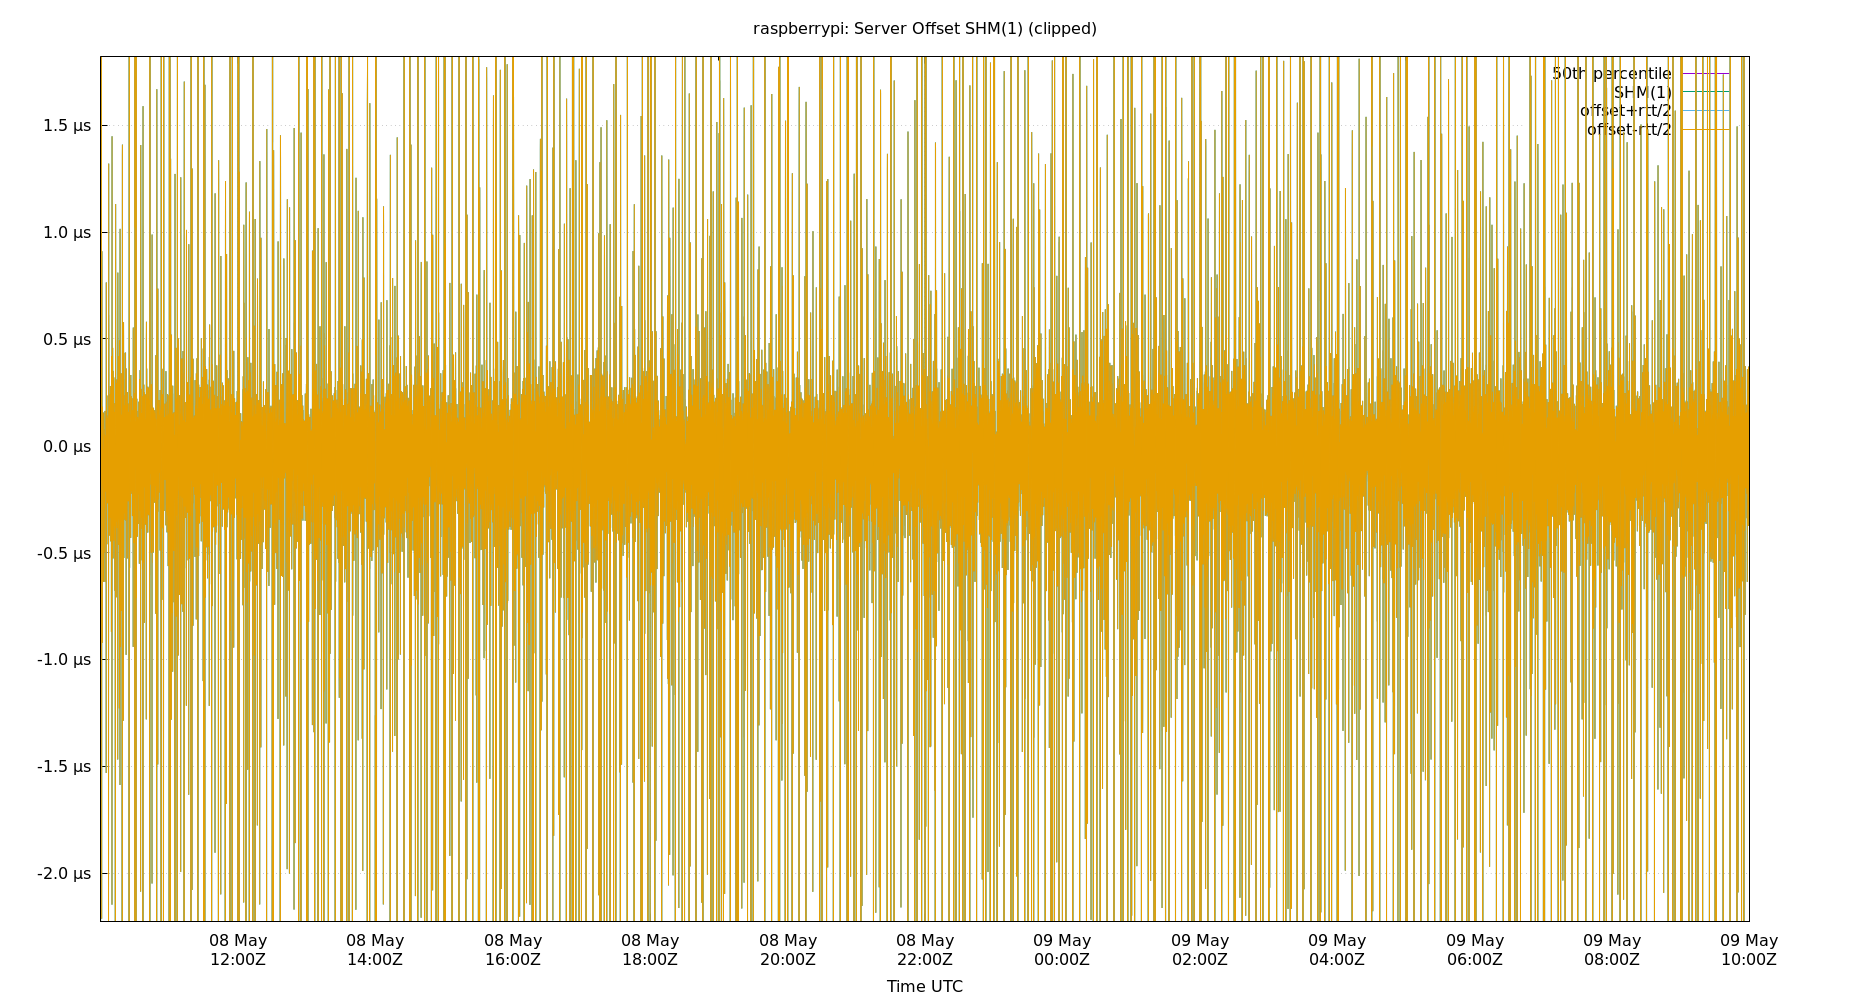 raspberrypi: Server Offset SHM(1) (clipped)
50th percentile
SHM(1)
offset+rtt/2
offset-rtt/2
1.5 µs
1.0 µs
0.5 µs
0.0 µs
-0.5 µs
-1.0 µs
-1.5 µs
-2.0 µs
08 May 08 May 08 May 08 May 08 May 08 May 09 May 09 May 09 May 09 May 09 May 09 May
12:00Z 14:00Z 16:00Z 18:00Z 20:00Z 22:00Z 00:00Z 02:00Z 04:00Z 06:00Z 08:00Z 10:00Z
Time UTC